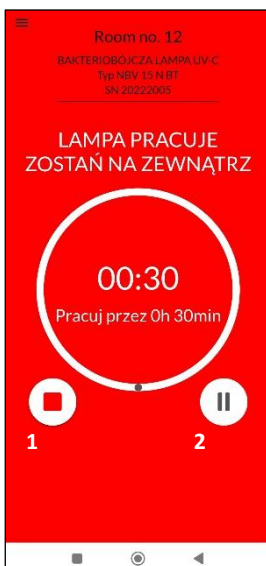 Room no. 12
BAKTERIOBÓJCZA LAMPA UV-C
Typ NBV 15 N BT
SN 20222005
LAMPA PRACUJE
ZOSTAŃ NA ZEWNĄTRZ
00:30
Pracuj przez 0h 30min
1 2